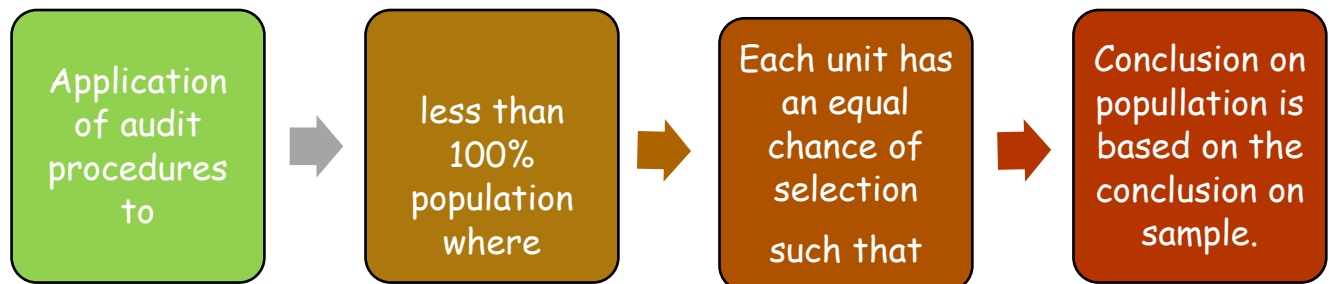 Application
of audit
procedures
to
less than
100%
population
where
Each unit has
an equal
chance of
selection
such that
Conclusion on
popullation is
based on the
conclusion on
sample.